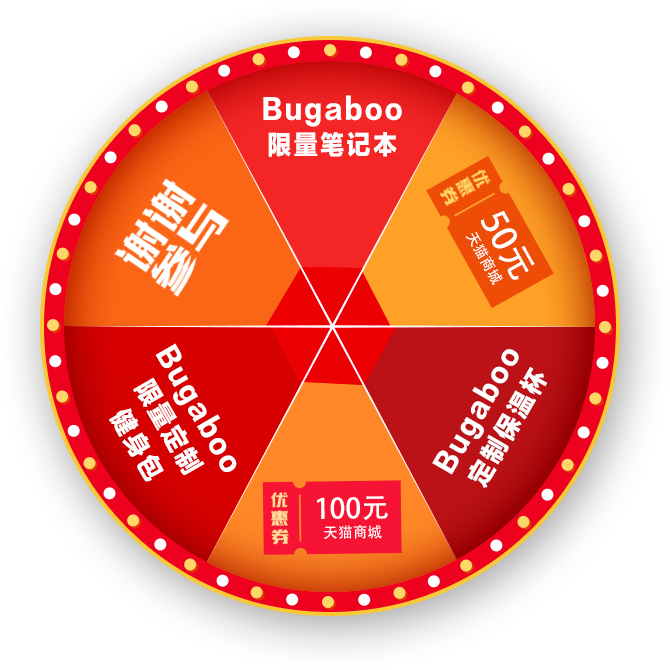 Bugaboo
限量笔记本
优惠券
50元
天猫商城
Bugaboo
定制保温杯
优惠券
100元
天猫商城
Bugaboo
限量定制
健身包
谢谢
参与